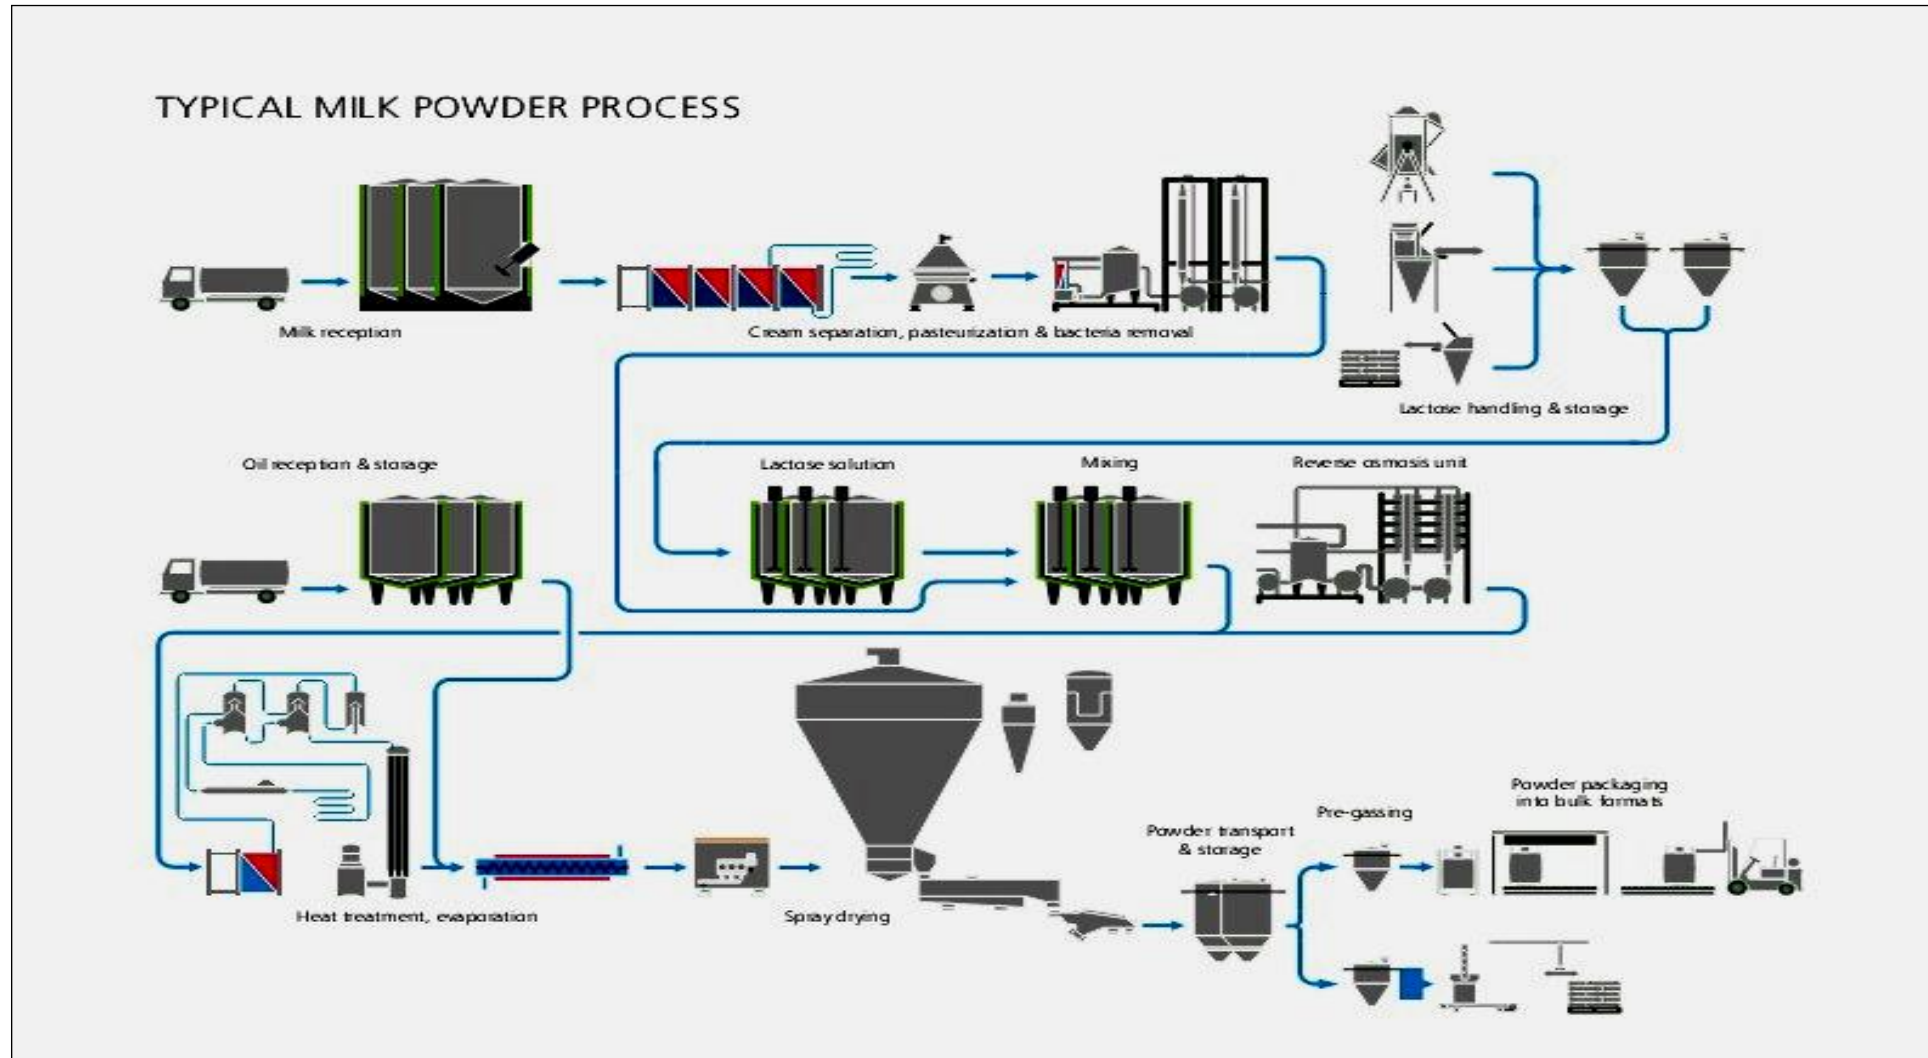 TYPICAL MILK POWDER PROCESS
Milk reception
Cream separation, pasteurization & bacteria removal
Lactose handling & storage
Oil reception & storage
Lactose solution
Mixing
Reverse osmosis unit
Heat treatment, evaporation
Spray drying
Powder transport
& storage
Pre-gassing
Powder packaging
into bulk formats